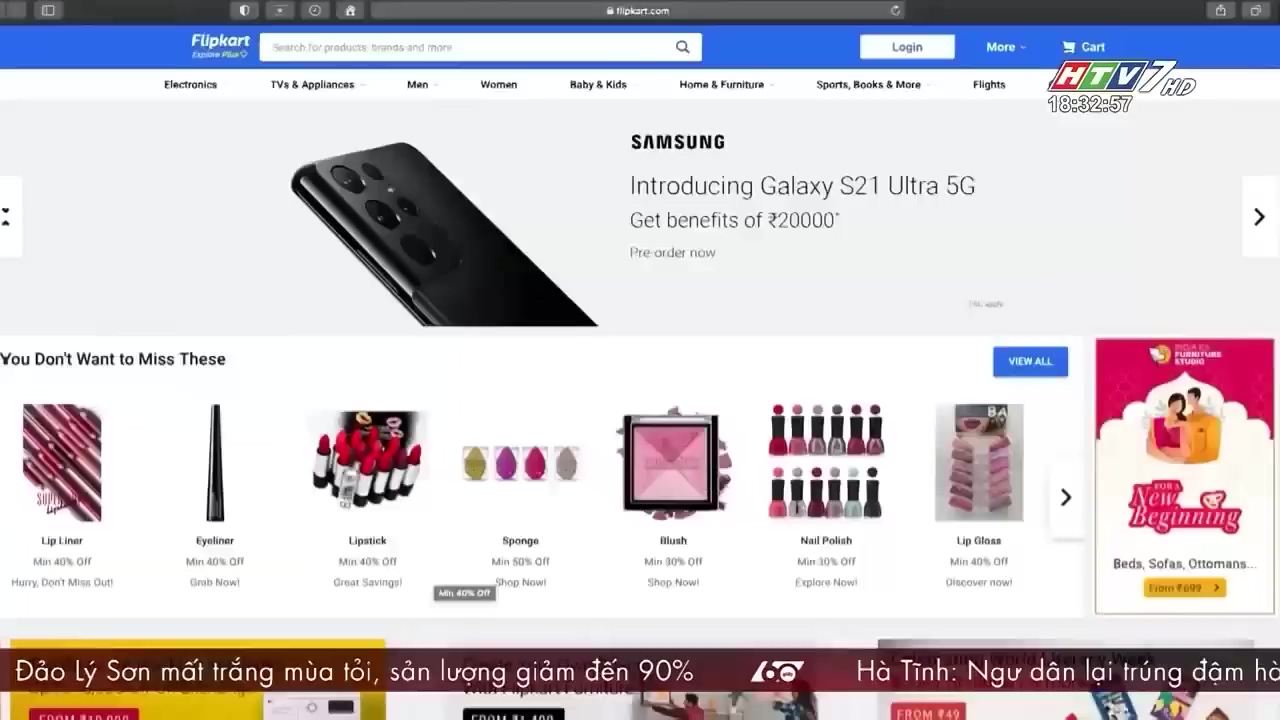 flipkart.com
Flipkart
Explore Plus
Search for products, brands and more
Login
More
Cart
HTV7 HD
18:32:57
Electronics
TVs & Appliances
Men
Women
Baby & Kids
Home & Furniture
Sports, Books & More
Flights
SAMSUNG
Introducing Galaxy S21 Ultra 5G
Get benefits of ₹20000*
Pre-order now
You Don't Want to Miss These
VIEW ALL
FURNITURE
STUDIO
Lip Liner
Eyeliner
Lipstick
Sponge
Blush
Nail Polish
Lip Gloss
Min 40% Off
Min 40% Off
Min 40% Off
Min 50% Off
Min 30% Off
Min 30% Off
Min 40% Off
Hurry, Don't Miss Out!
Grab Now!
Great Savings!
Shop Now!
Shop Now!
Explore Now!
Discover now!
Min 40% Off
FOR A
New
Beginning
Beds, Sofas, Ottomans...
From ₹699
Đảo Lý Sơn mất trắng mùa tỏi, sản lượng giảm đến 90%
60
Hà Tĩnh: Ngư dân lại trúng đậm hà
FROM ₹49